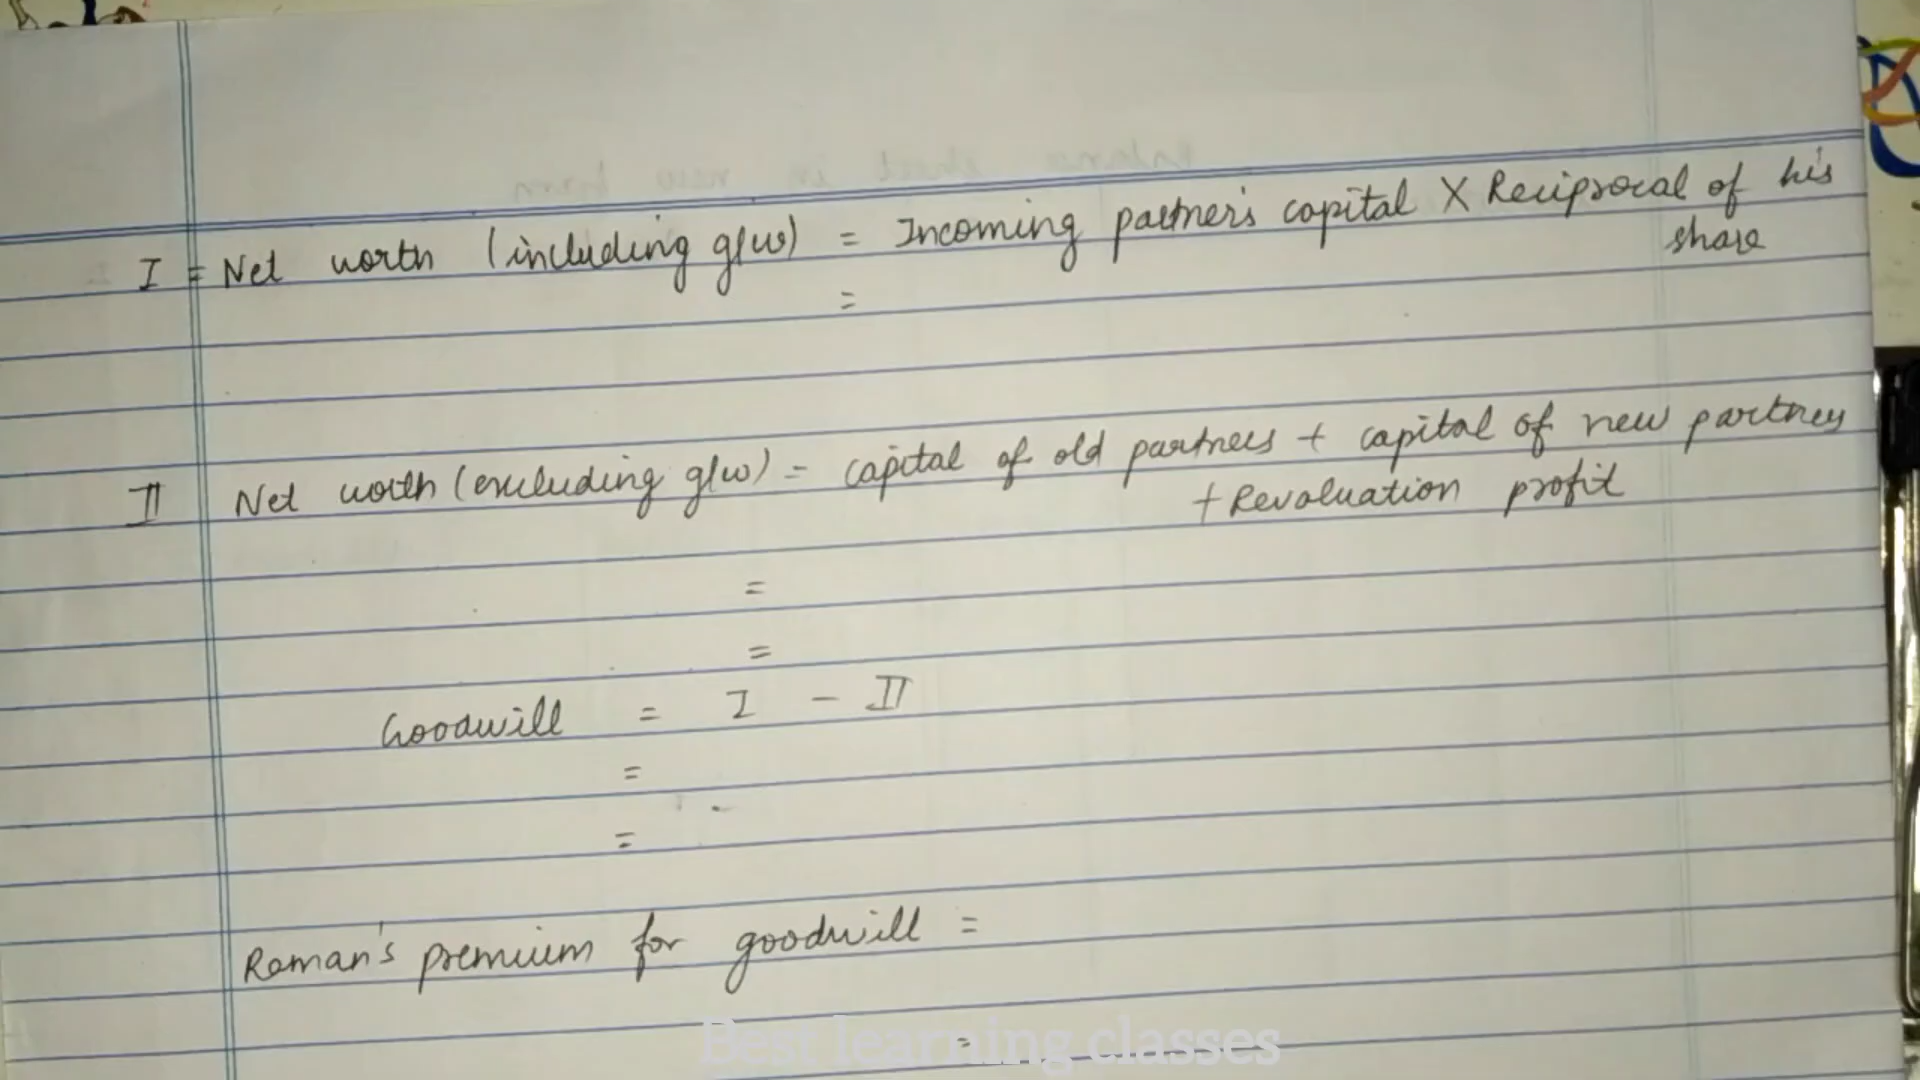 I = Net worth (including g/w) = Incoming partner's capital X Reciprocal of his
share
=
II Net worth (excluding g/w) = capital of old partners + capital of new partner
+ Revaluation profit
=
=
Goodwill = I - II
=
=
Raman's premium for goodwill =
=
Best learning classes